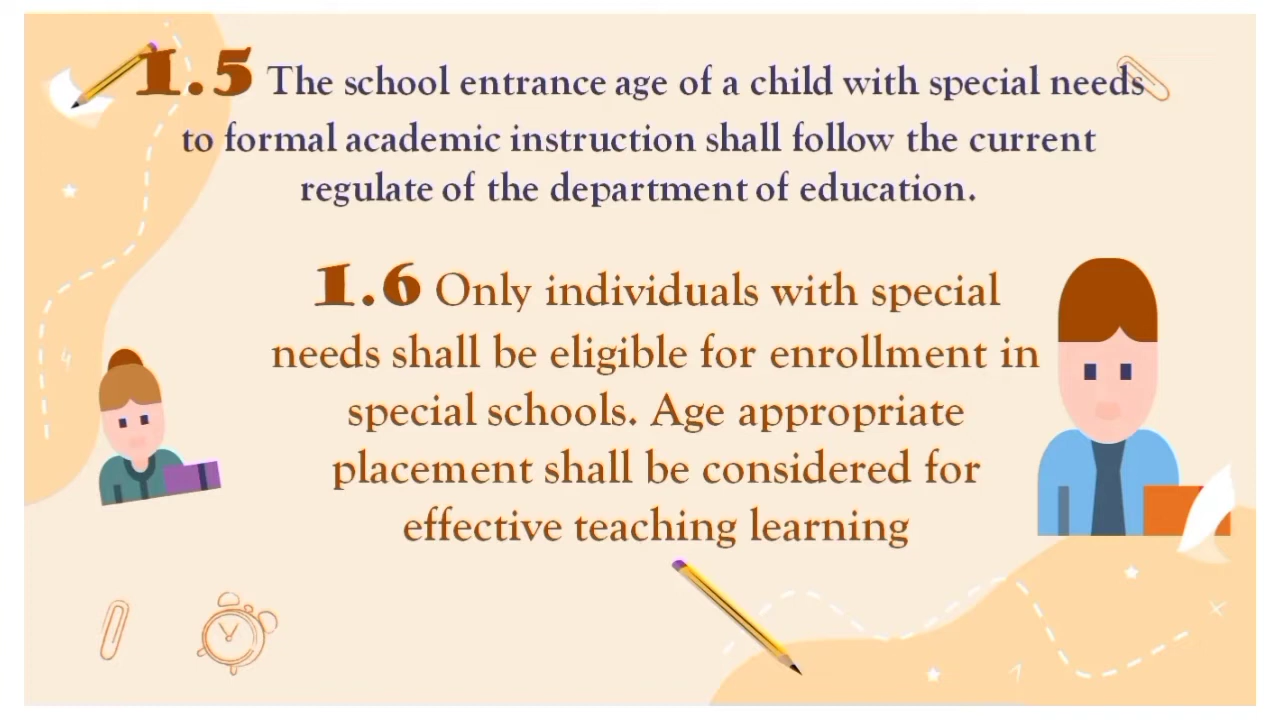 1.5 The school entrance age of a child with special needs
to formal academic instruction shall follow the current
regulate of the department of education.
1.6 Only individuals with special
needs shall be eligible for enrollment in
special schools. Age appropriate
placement shall be considered for
effective teaching learning